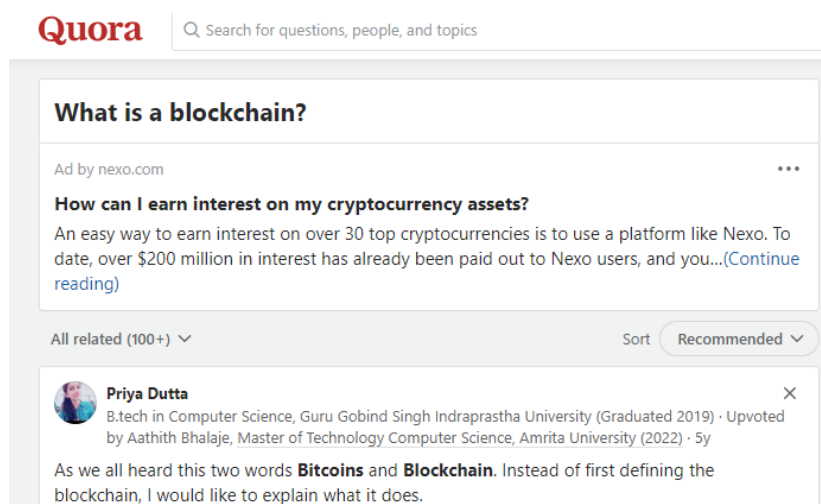 Quora
Search for questions, people, and topics
What is a blockchain?
Ad by nexo.com
How can I earn interest on my cryptocurrency assets?
An easy way to earn interest on over 30 top cryptocurrencies is to use a platform like Nexo. To
date, over $200 million in interest has already been paid out to Nexo users, and you...(Continue
reading)
All related (100+)
Sort
Recommended
Priya Dutta
B.tech in Computer Science, Guru Gobind Singh Indraprastha University (Graduated 2019) · Upvoted
by Aathith Bhalaje, Master of Technology Computer Science, Amrita University (2022) · 5y
As we all heard this two words Bitcoins and Blockchain. Instead of first defining the
blockchain, I would like to explain what it does.